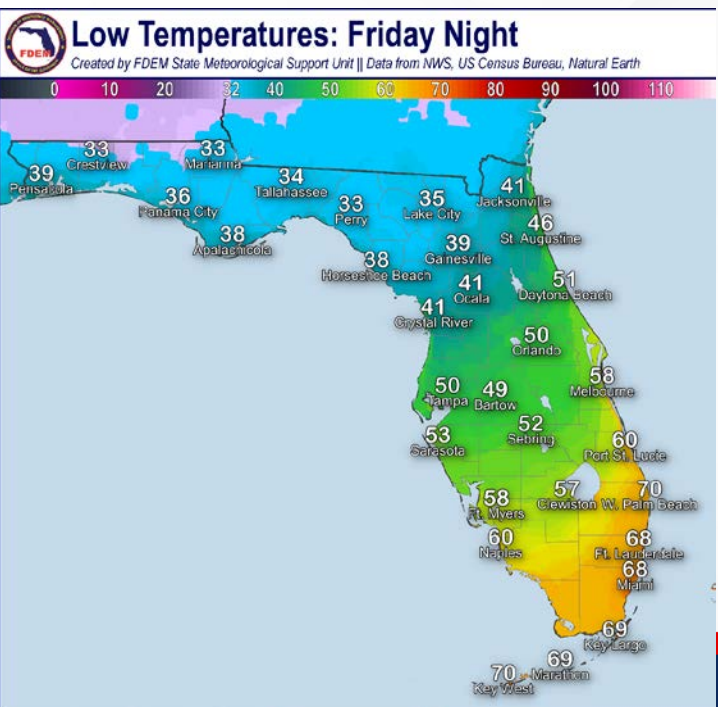 Low Temperatures: Friday Night
Created by FDEM State Meteorological Support Unit || Data from NWS, US Census Bureau, Natural Earth
FDEM
0 10 20 32 40 50 60 70 80 90 100 110
33
Crestview
33
Marianna
39
Pensacola
34
Tallahassee
36
Panama City
33
Perry
35
Lake City
41
Jacksonville
38
Apalachicola
46
St. Augustine
39
Gainesville
38
Horseshoe Beach
41
Ocala
51
Daytona Beach
41
Crystal River
50
Orlando
58
Melbourne
50
Tampa
49
Bartow
52
Sebring
53
Sarasota
60
Port St. Lucie
58
Ft. Myers
57
Clewiston
70
W. Palm Beach
60
Naples
68
Ft. Lauderdale
68
Miami
69
Key Largo
69
Marathon
70
Key West